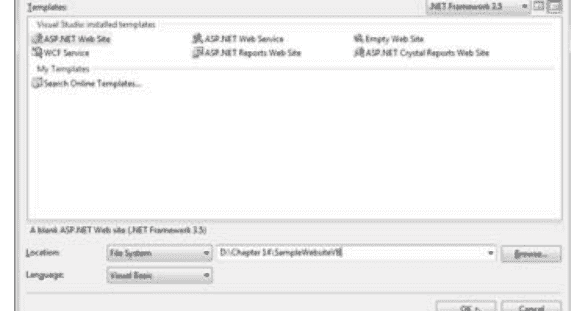 Templates: .NET Framework 3.5
Visual Studio installed templates
ASP.NET Web Site ASP.NET Web Service Empty Web Site
WCF Service ASP.NET Reports Web Site ASP.NET Crystal Reports Web Site
My Templates
Search Online Templates...
A blank ASP.NET Web site (.NET Framework 3.5)
Location: File System D:\Chapter 14\SampleWebsiteVB Browse...
Language: Visual Basic
OK Cancel